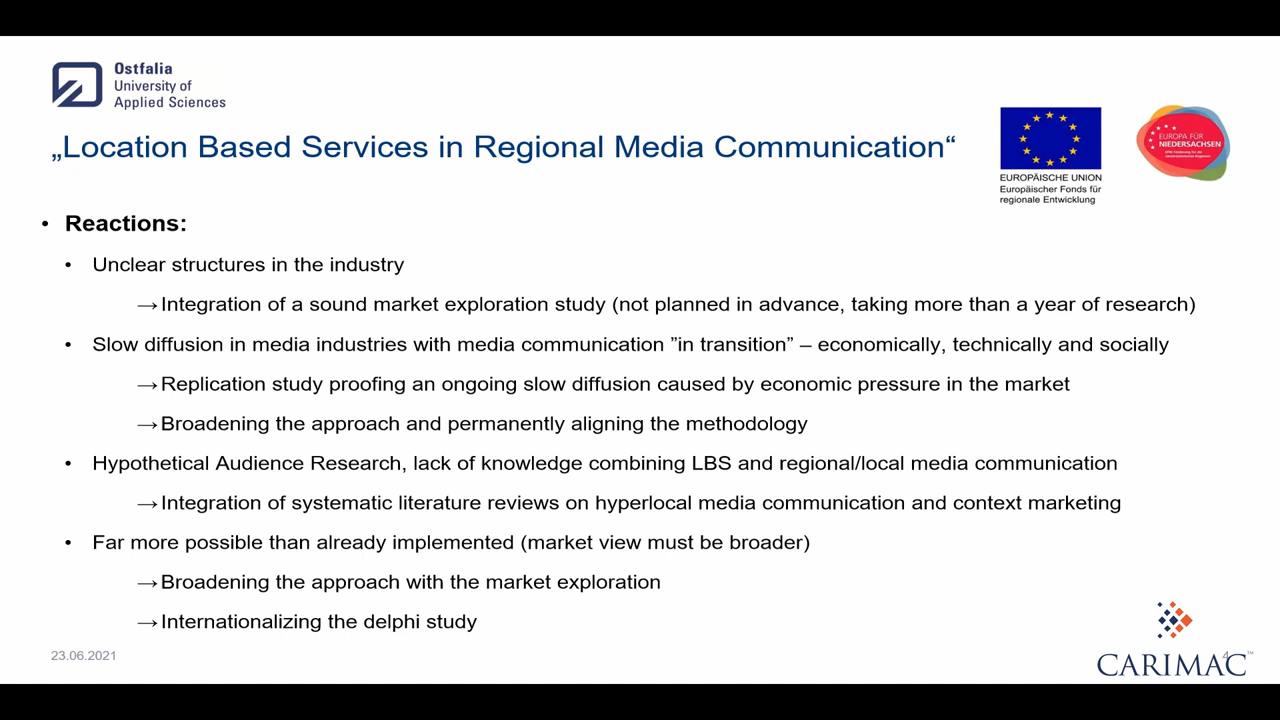 Ostfalia
University of
Applied Sciences
„Location Based Services in Regional Media Communication“
EUROPÄISCHE UNION
Europäischer Fonds für
regionale Entwicklung
EUROPA FÜR
NIEDERSACHSEN
• Reactions:
• Unclear structures in the industry
→Integration of a sound market exploration study (not planned in advance, taking more than a year of research)
• Slow diffusion in media industries with media communication ”in transition” – economically, technically and socially
→Replication study proofing an ongoing slow diffusion caused by economic pressure in the market
→Broadening the approach and permanently aligning the methodology
• Hypothetical Audience Research, lack of knowledge combining LBS and regional/local media communication
→Integration of systematic literature reviews on hyperlocal media communication and context marketing
• Far more possible than already implemented (market view must be broader)
→Broadening the approach with the market exploration
→Internationalizing the delphi study
23.06.2021
4
CARIMAC™